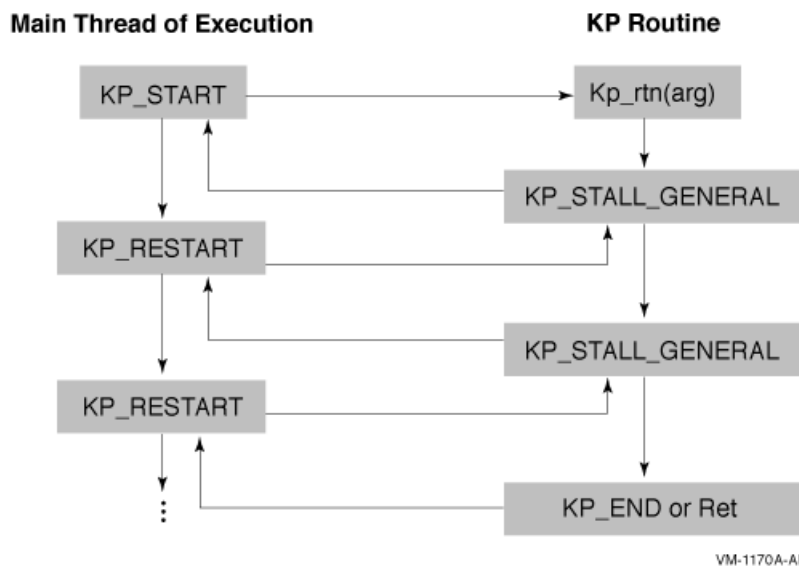 Main Thread of Execution
KP Routine
KP_START
Kp_rtn(arg)
KP_STALL_GENERAL
KP_RESTART
KP_STALL_GENERAL
KP_RESTART
KP_END or Ret
VM-1170A-AI